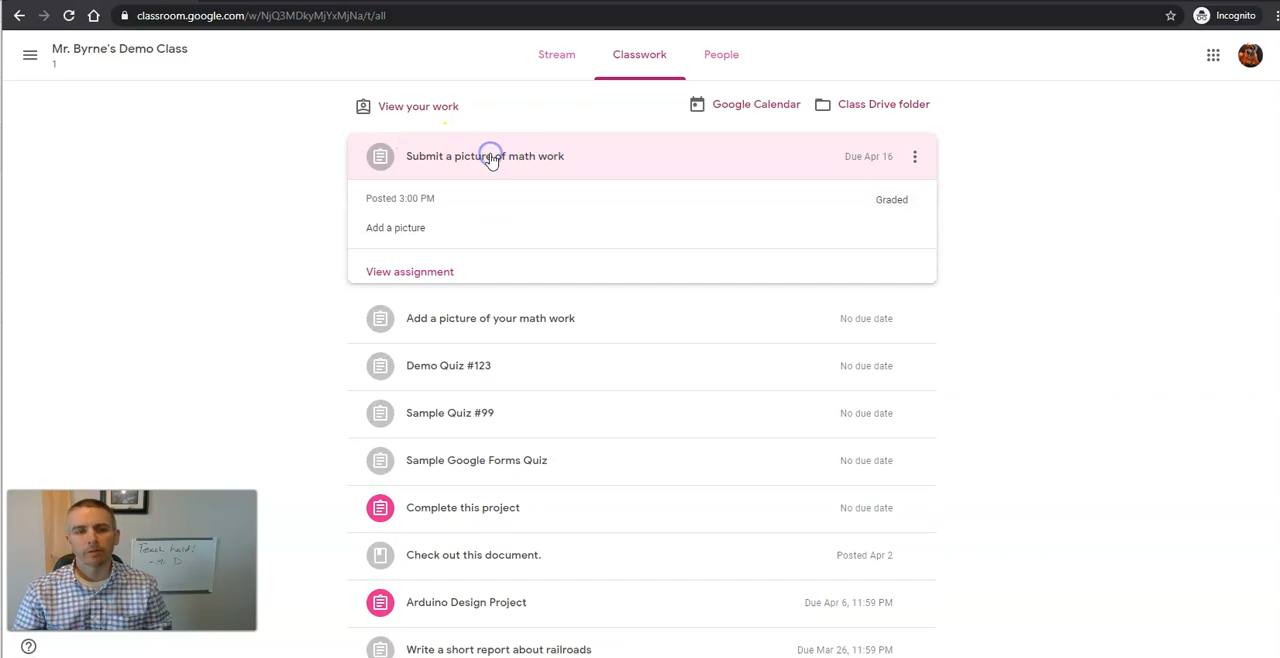 classroom.google.com/w/NjQ3MDkyMjYxMjNa/t/all
Incognito
Mr. Byrne's Demo Class
1
Stream
Classwork
People
View your work
Google Calendar
Class Drive folder
Submit a picture of math work
Due Apr 16
Posted 3:00 PM
Graded
Add a picture
View assignment
Add a picture of your math work
No due date
Demo Quiz #123
No due date
Sample Quiz #99
No due date
Sample Google Forms Quiz
No due date
Complete this project
No due date
Check out this document.
Posted Apr 2
Arduino Design Project
Due Apr 6, 11:59 PM
Write a short report about railroads
Due Mar 26, 11:59 PM
Teach hard!